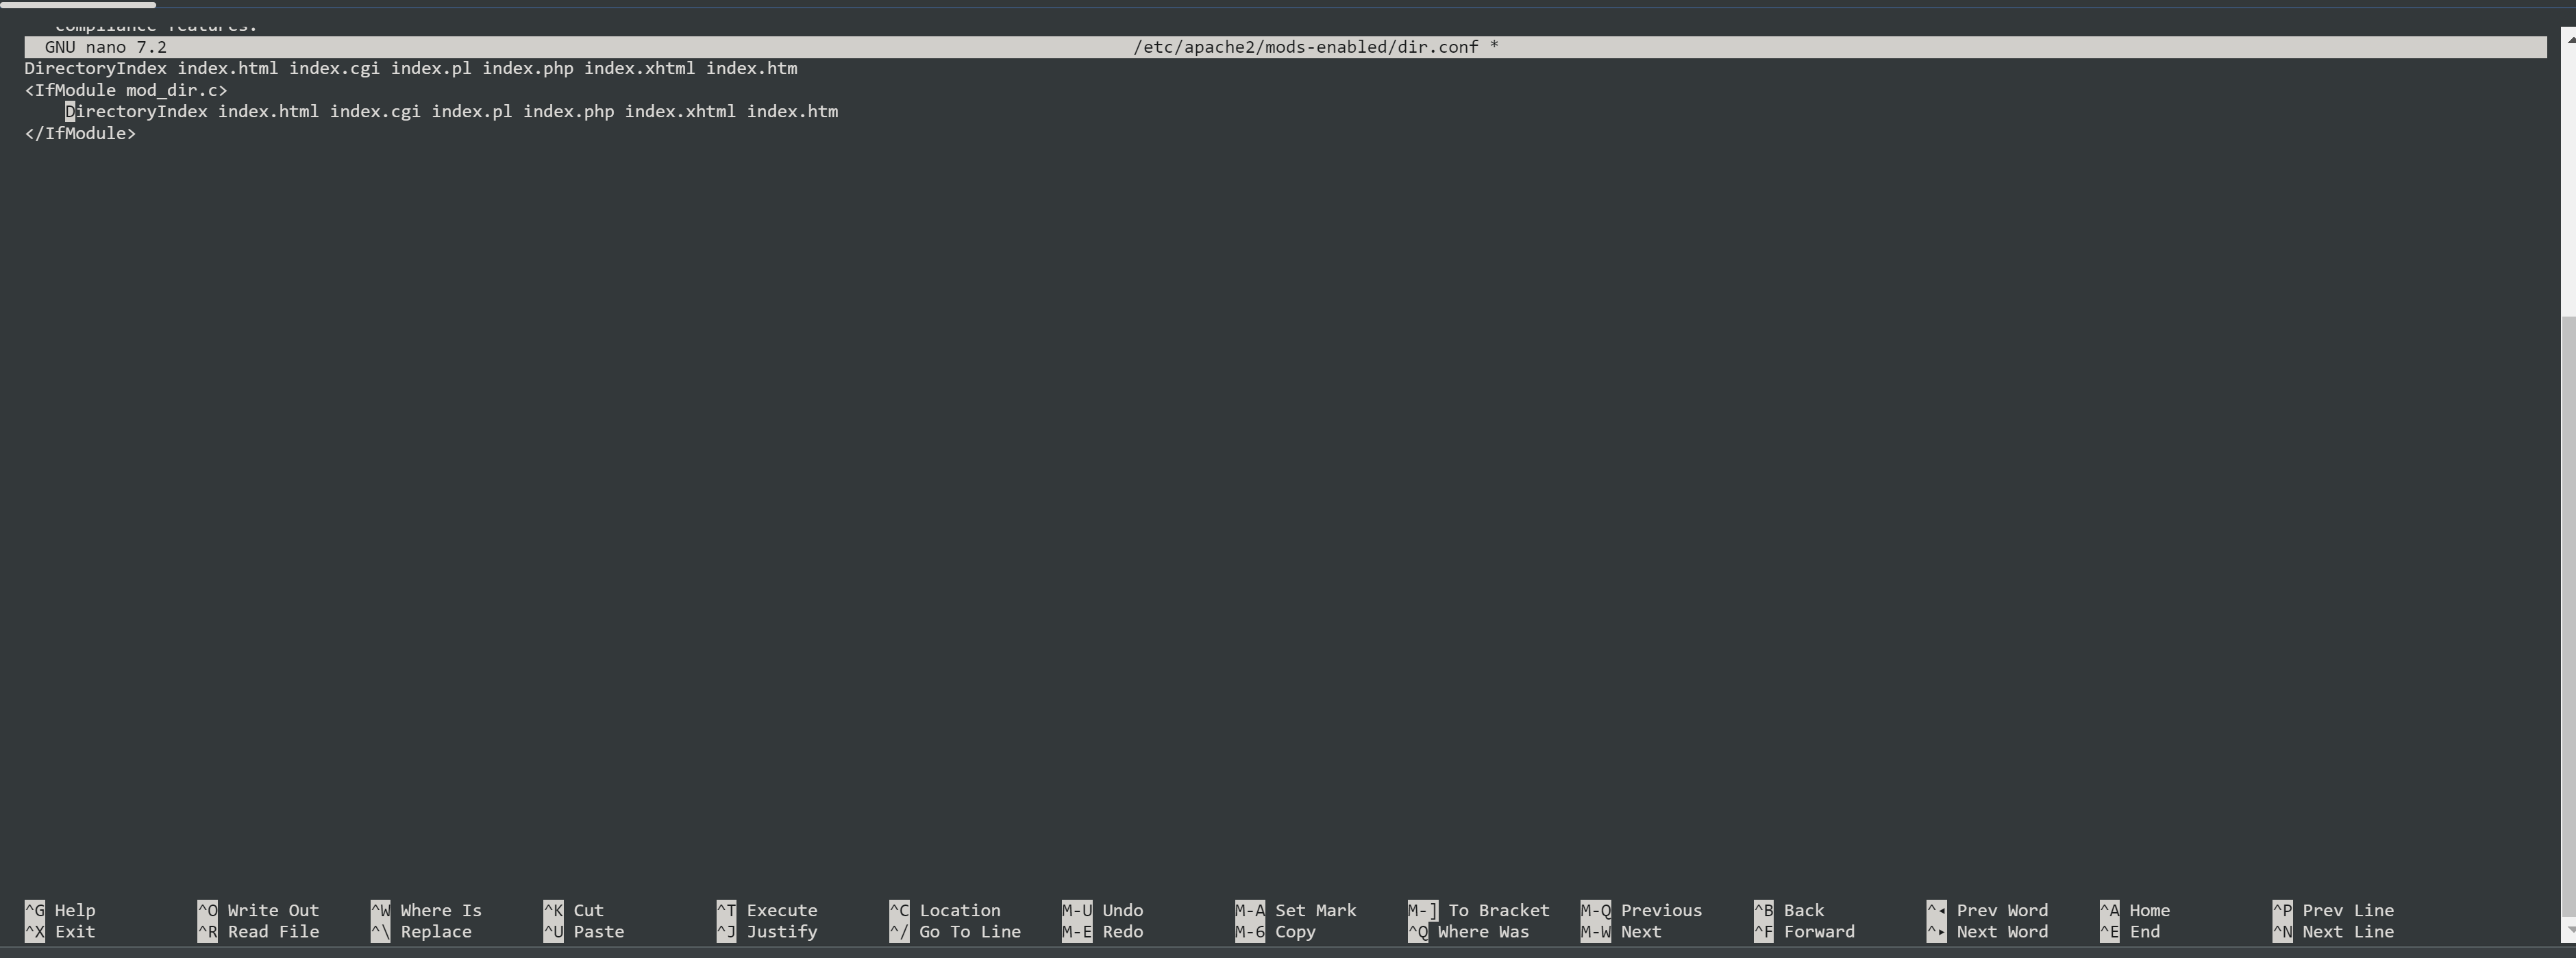 compliance features.
GNU nano 7.2 /etc/apache2/mods-enabled/dir.conf *
DirectoryIndex index.html index.cgi index.pl index.php index.xhtml index.htm
<IfModule mod_dir.c>
    DirectoryIndex index.html index.cgi index.pl index.php index.xhtml index.htm
</IfModule>
^G Help ^O Write Out ^W Where Is ^K Cut ^T Execute ^C Location M-U Undo M-A Set Mark M-] To Bracket M-Q Previous ^B Back ^◂ Prev Word ^A Home ^P Prev Line
^X Exit ^R Read File ^\ Replace ^U Paste ^J Justify ^/ Go To Line M-E Redo M-6 Copy ^Q Where Was M-W Next ^F Forward ^▸ Next Word ^E End ^N Next Line